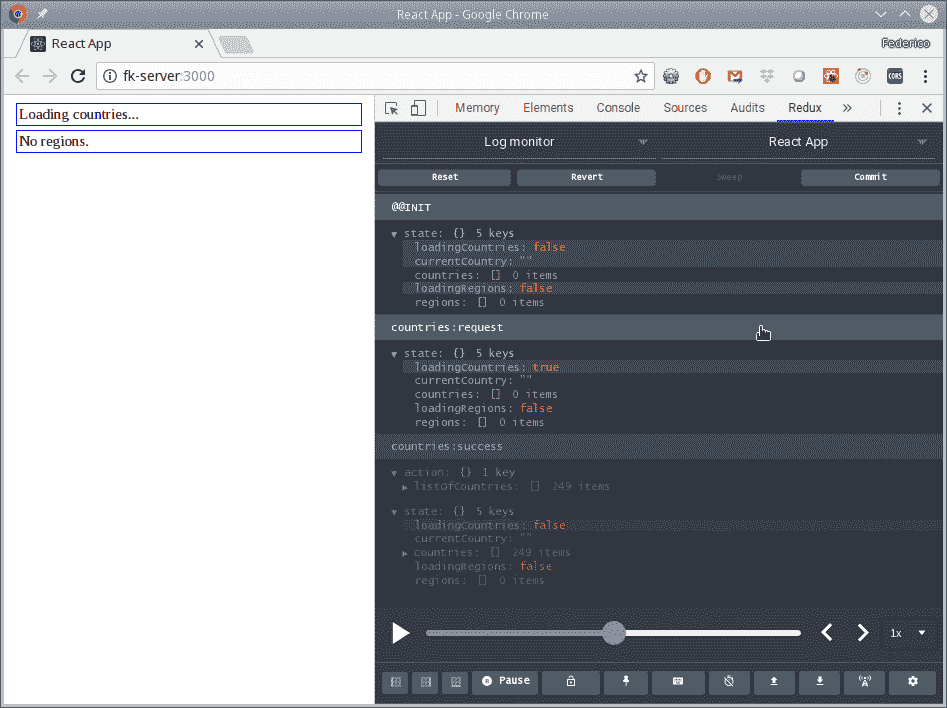 React App - Google Chrome
React App
Federico
fk-server:3000
CORS
Loading countries...
No regions.
Memory Elements Console Sources Audits Redux »
Log monitor React App
Reset Revert Sweep Commit
@@INIT
state: {} 5 keys
loadingCountries: false
currentCountry: ""
countries: [] 0 items
loadingRegions: false
regions: [] 0 items
countries:request
state: {} 5 keys
loadingCountries: true
currentCountry: ""
countries: [] 0 items
loadingRegions: false
regions: [] 0 items
countries:success
action: {} 1 key
listOfCountries: [] 249 items
state: {} 5 keys
loadingCountries: false
currentCountry: ""
countries: [] 249 items
loadingRegions: false
regions: [] 0 items
1x
Pause